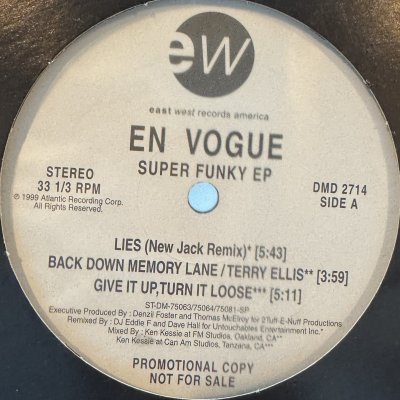 ew
east west records america
EN VOGUE
SUPER FUNKY EP
STEREO
33 1/3 RPM
℗ 1999 Atlantic Recording Corp.
All Rights Reserved.
DMD 2714
SIDE A
LIES (New Jack Remix)* [5:43]
BACK DOWN MEMORY LANE / TERRY ELLIS** [3:59]
GIVE IT UP,TURN IT LOOSE*** [5:11]
ST-DM-75063/75064/75081-SP
Executive Produced by : Denzil Foster and Thomas McElroy for 2Tuff-E-Nuff Productions
Remixed By : DJ Eddie F and Dave Hall for Untouchables Entertainment Inc.*
Mixed By : Ken Kessie at FM Studios, Oakland, CA**
Ken Kessie at Can Am Studios, Tanzana, CA***
PROMOTIONAL COPY
NOT FOR SALE